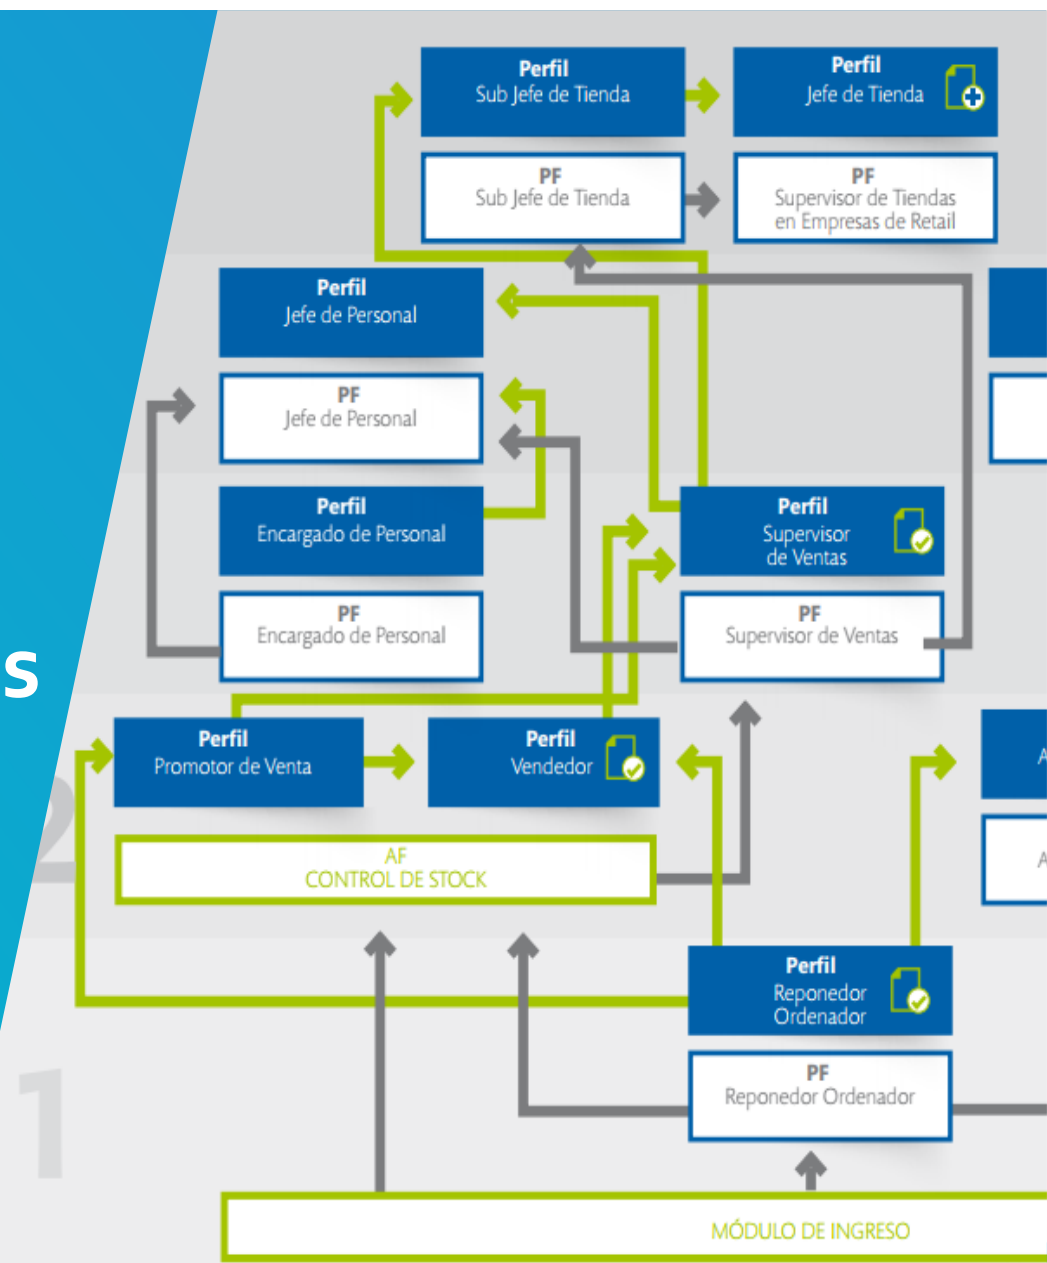 Perfil
Sub Jefe de Tienda
Perfil
Jefe de Tienda
PF
Sub Jefe de Tienda
PF
Supervisor de Tiendas
en Empresas de Retail
Perfil
Jefe de Personal
PF
Jefe de Personal
Perfil
Encargado de Personal
Perfil
Supervisor
de Ventas
PF
Encargado de Personal
PF
Supervisor de Ventas
s
Perfil
Promotor de Venta
Perfil
Vendedor
A
2
AF
CONTROL DE STOCK
A
Perfil
Reponedor
Ordenador
1
PF
Reponedor Ordenador
MÓDULO DE INGRESO